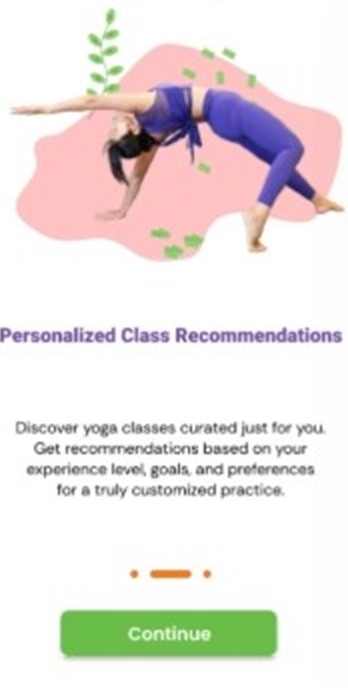 Personalized Class Recommendations
Discover yoga classes curated just for you.
Get recommendations based on your
experience level, goals, and preferences
for a truly customized practice.
Continue